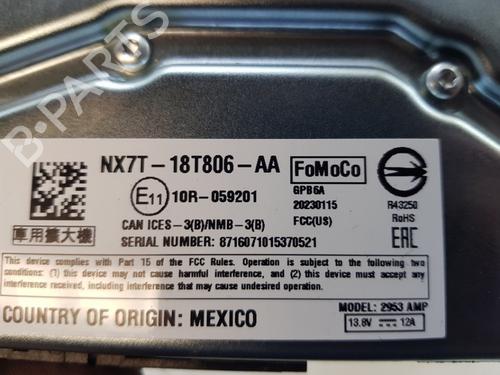 B-PARTS
NX7T-18T806-AA
FoMoCo
E11
10R-059201
GPB6A
20230115
FCC(US)
R43250
RoHS
車用擴大機
CAN ICES-3(B)/NMB-3(B)
SERIAL NUMBER: 8716071015370521
EAC
This device complies with Part 15 of the FCC Rules. Operation is subject to the following two
conditions: (1) this device may not cause harmful interference, and (2) this device must accept
any interference received, including interference that may cause undesired operation.
COUNTRY OF ORIGIN: MEXICO
MODEL: 2953 AMP
13.8V 12A